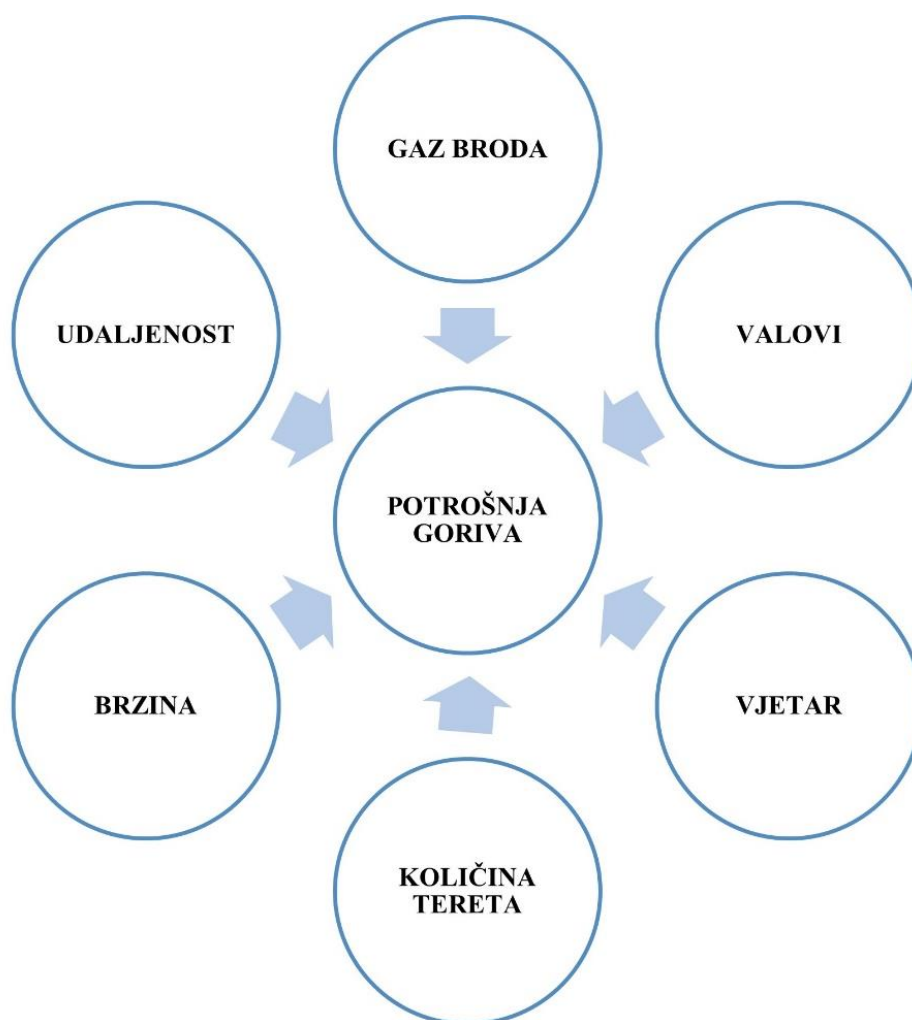 GAZ BRODA
UDALJENOST
VALOVI
POTROŠNJA
GORIVA
BRZINA
VJETAR
KOLIČINA
TERETA